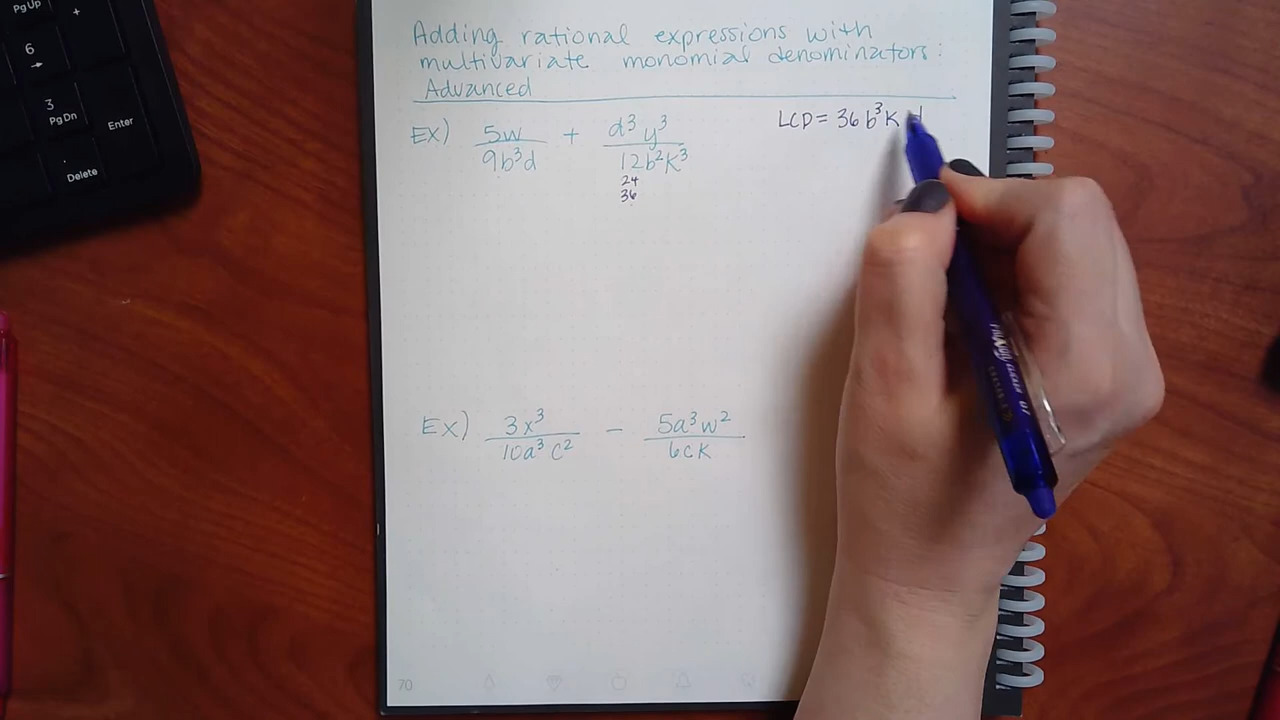 Adding rational expressions with
multivariate monomial denominators:
Advanced
Ex) 5w/9b³d + d³y³/12b²k³
24
36
LCD = 36b³k d
Ex) 3x³/10a³c² − 5a³w²/6ck
70
PgUp
+
6
3
PgDn
Enter
Delete